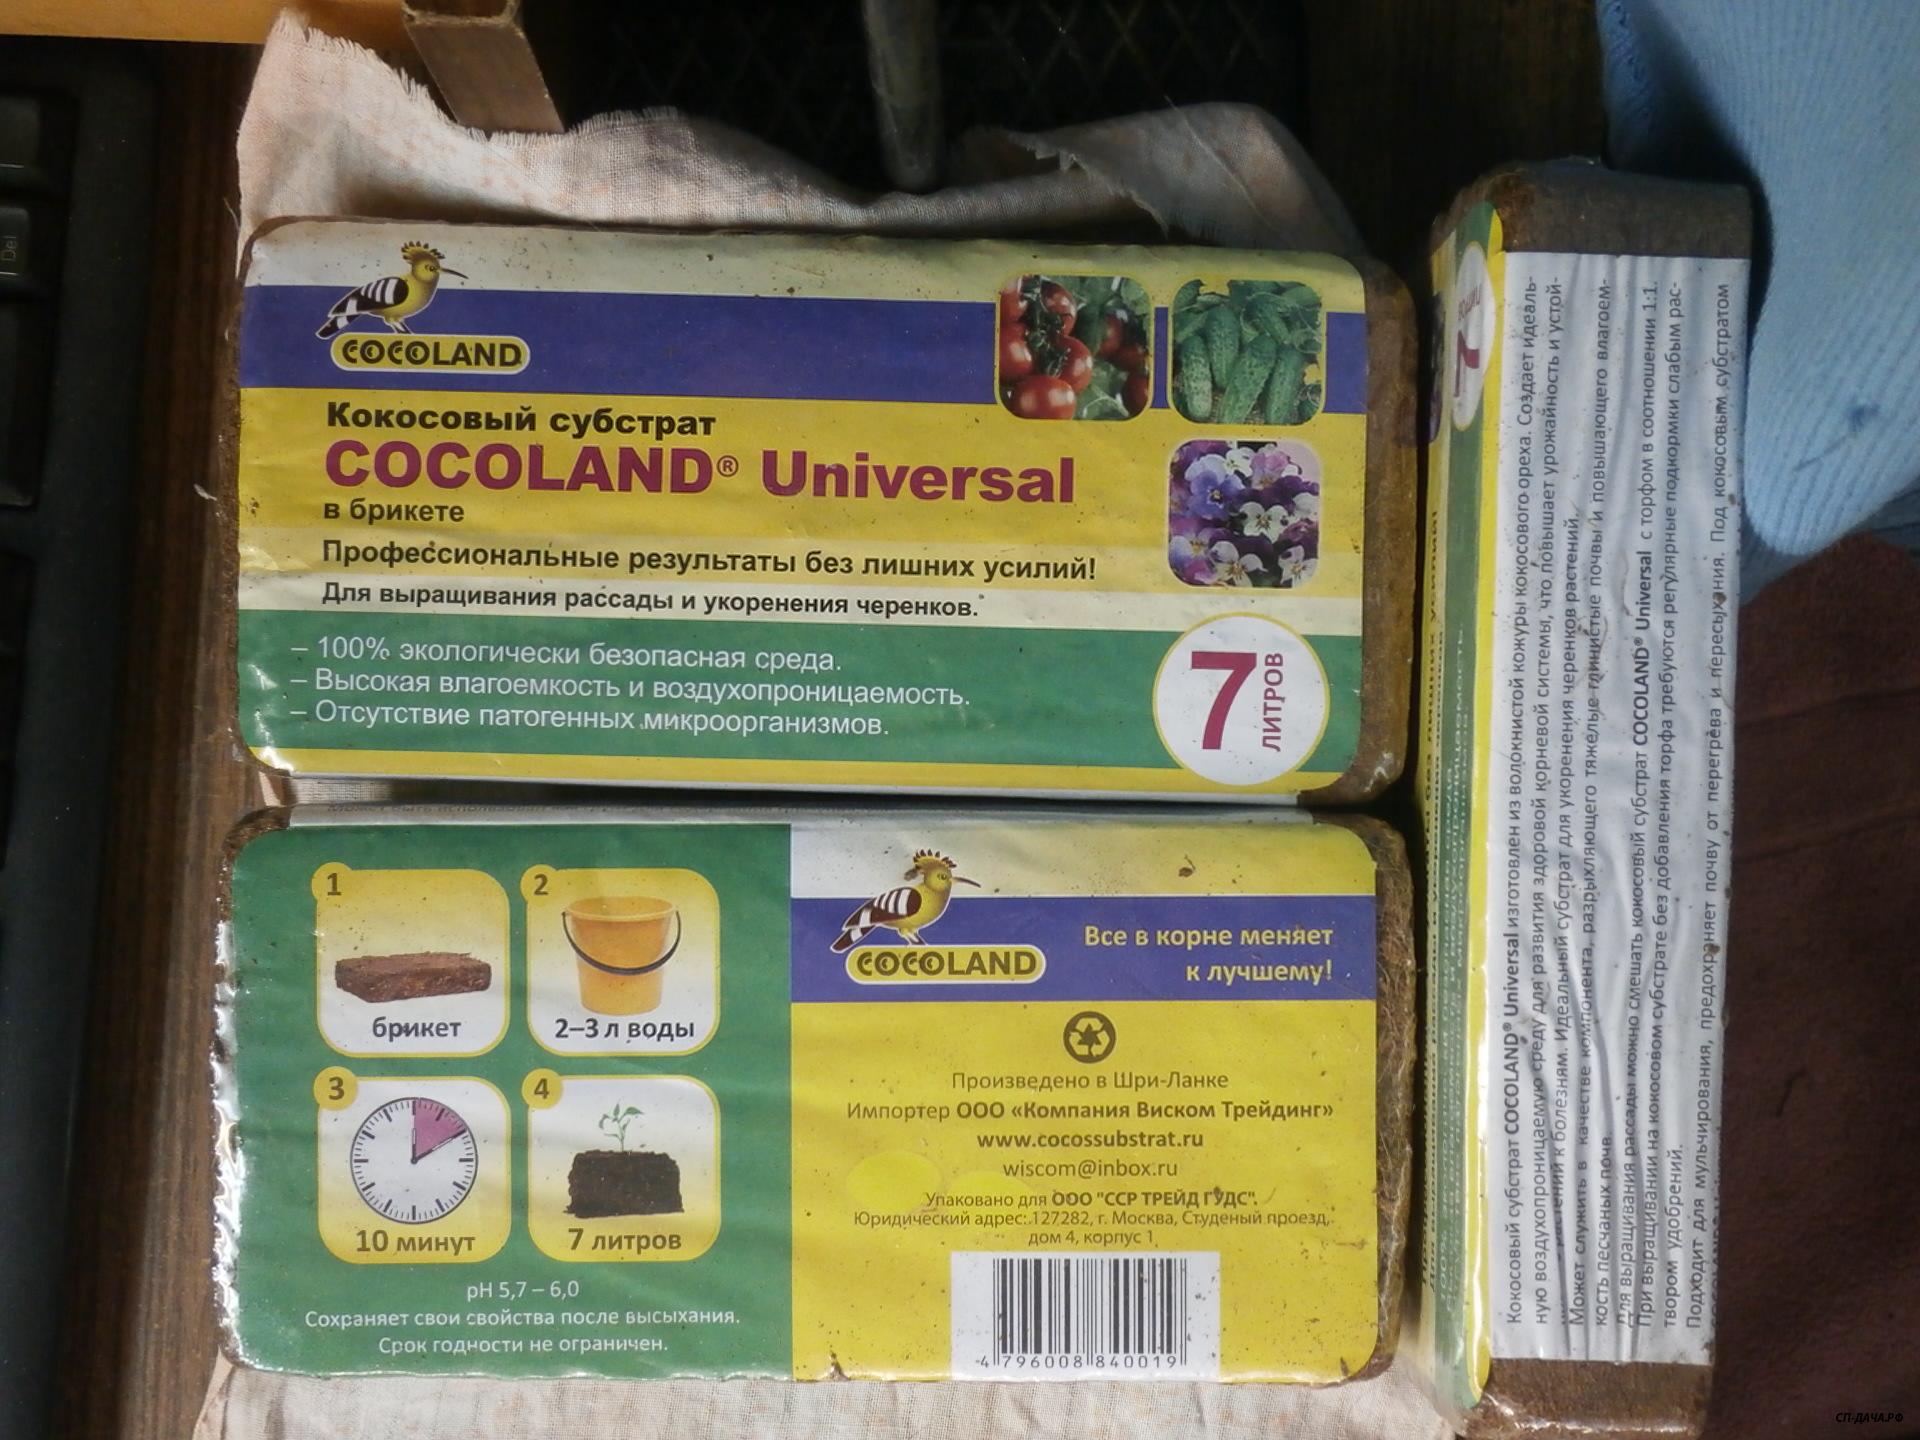 COCOLAND
Кокосовый субстрат
COCOLAND® Universal
в брикете
Профессиональные результаты без лишних усилий!
Для выращивания рассады и укоренения черенков.
– 100% экологически безопасная среда.
– Высокая влагоемкость и воздухопроницаемость.
– Отсутствие патогенных микроорганизмов.
7
ЛИТРОВ
1
брикет
2
2–3 л воды
3
10 минут
4
7 литров
pH 5,7 – 6,0
Сохраняет свои свойства после высыхания.
Срок годности не ограничен.
COCOLAND
Все в корне меняет
к лучшему!
Произведено в Шри-Ланке
Импортер ООО «Компания Виском Трейдинг»
www.cocossubstrat.ru
wiscom@inbox.ru
Упаковано для ООО "ССР ТРЕЙД ГУДС".
Юридический адрес: 127282, г. Москва, Студеный проезд,
дом 4, корпус 1
4 796008 840019
Кокосовый субстрат COCOLAND® Universal изготовлен из волокнистой кожуры кокосового ореха. Создает идеаль-
ную воздухопроницаемую среду для развития здоровой корневой системы, что повышает урожайность и устой-
к болезням. Идеальный субстрат для укоренения черенков растений.
Может служить в качестве компонента, разрыхляющего тяжелые глинистые почвы и повышающего влагоем-
кость песчаных почв.
Для выращивания рассады можно смешать кокосовый субстрат COCOLAND® Universal с торфом в соотношении 1:1.
При выращивании на кокосовом субстрате без добавления торфа требуются регулярные подкормки слабым рас-
твором удобрений.
Подходит для мульчирования, предохраняет почву от перегрева и пересыхания. Под кокосовым субстратом
Del
СП-ДАЧА.РФ